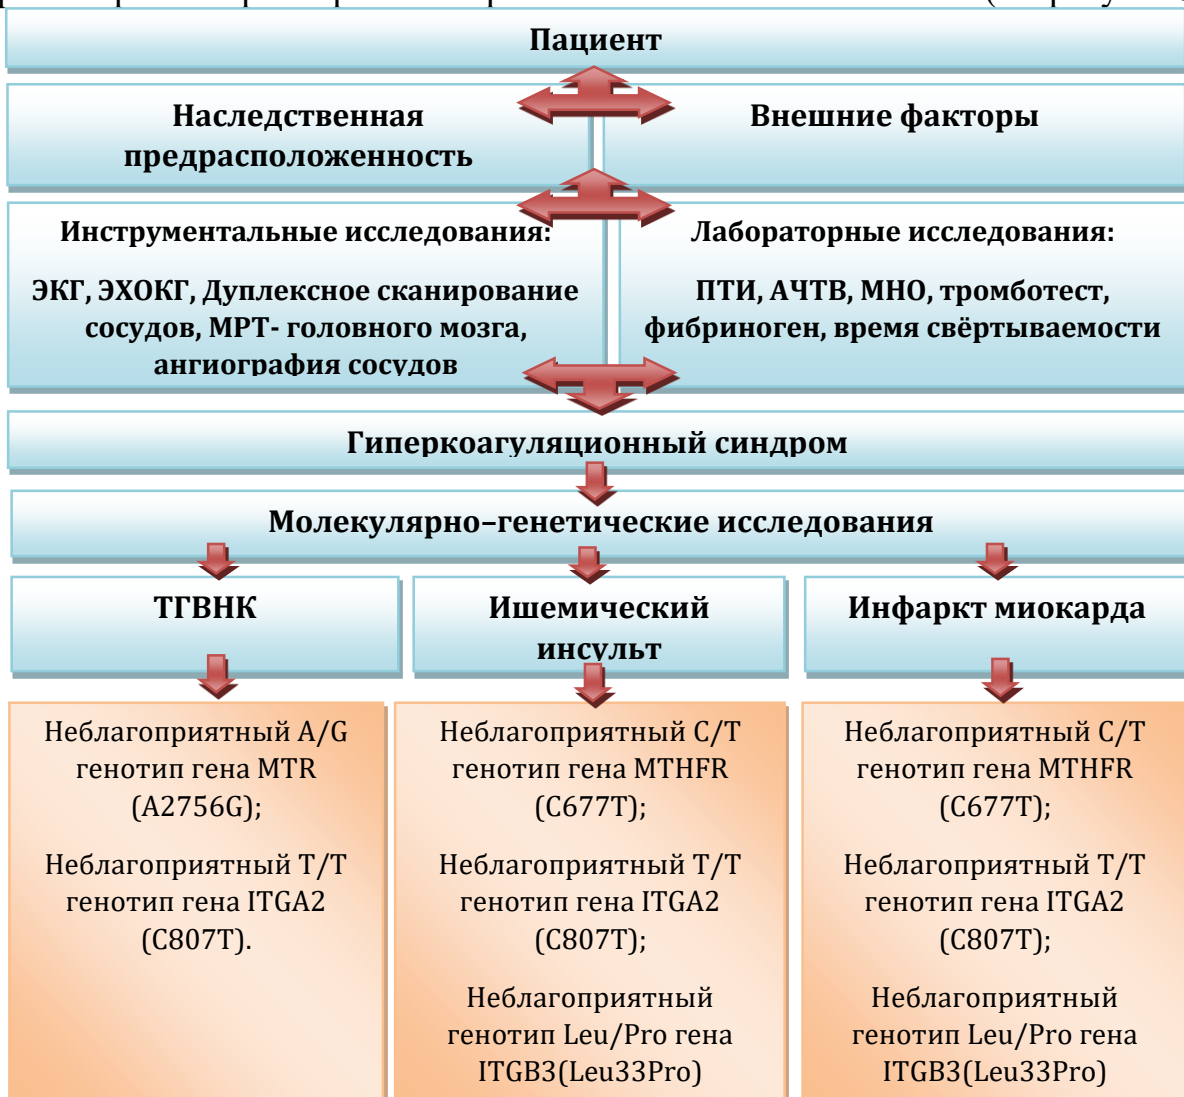 Пациент
Наследственная
предрасположенность
Внешние факторы
Инструментальные исследования:
ЭКГ, ЭХОКГ, Дуплексное сканирование
сосудов, МРТ- головного мозга,
ангиография сосудов
Лабораторные исследования:
ПТИ, АЧТВ, МНО, тромботест,
фибриноген, время свёртываемости
Гиперкоагуляционный синдром
Молекулярно–генетические исследования
ТГВНК
Ишемический
инсульт
Инфаркт миокарда
Неблагоприятный A/G
генотип гена MTR
(A2756G);
Неблагоприятный T/T
генотип гена ITGA2
(C807T).
Неблагоприятный C/T
генотип гена MTHFR
(C677T);
Неблагоприятный T/T
генотип гена ITGA2
(C807T);
Неблагоприятный
генотип Leu/Pro гена
ITGB3(Leu33Pro)
Неблагоприятный C/T
генотип гена MTHFR
(C677T);
Неблагоприятный T/T
генотип гена ITGA2
(C807T);
Неблагоприятный
генотип Leu/Pro гена
ITGB3(Leu33Pro)